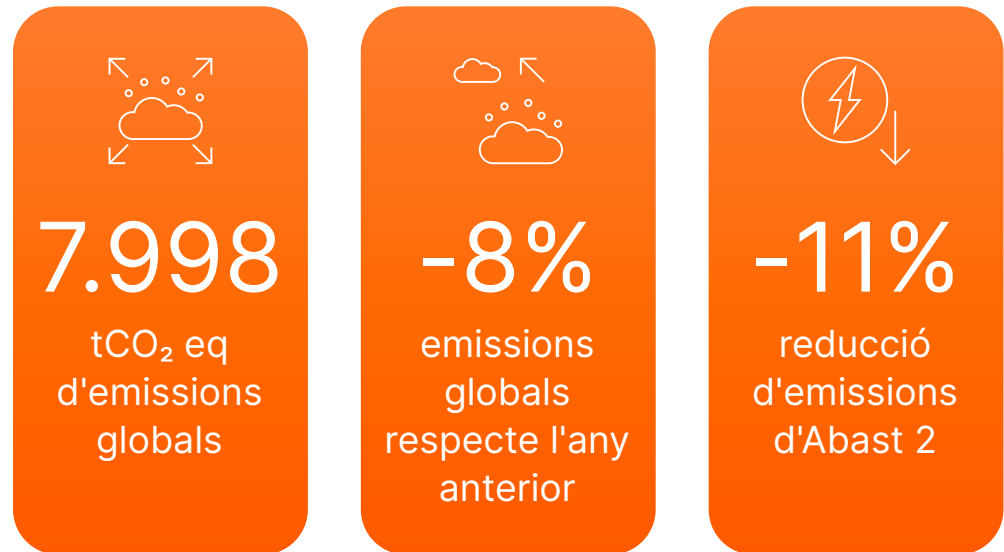 7.998
tCO₂ eq
d'emissions
globals
-8%
emissions
globals
respecte l'any
anterior
-11%
reducció
d'emissions
d'Abast 2